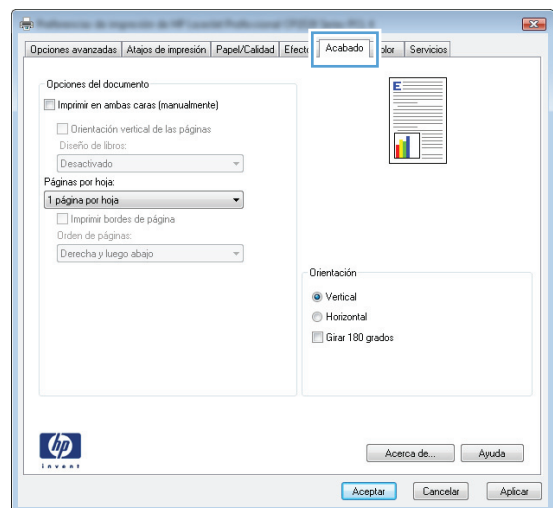 Opciones avanzadas Atajos de impresión Papel/Calidad Acabado Servicios
Opciones del documento
Imprimir en ambas caras (manualmente)
Orientación vertical de las páginas
Diseño de libros:
Desactivado
Páginas por hoja:
1 página por hoja
Imprimir bordes de página
Orden de páginas:
Derecha y luego abajo
E
Orientación
Vertical
Horizontal
Girar 180 grados
hp
invent
Acerca de... Ayuda
Aceptar Cancelar Aplicar